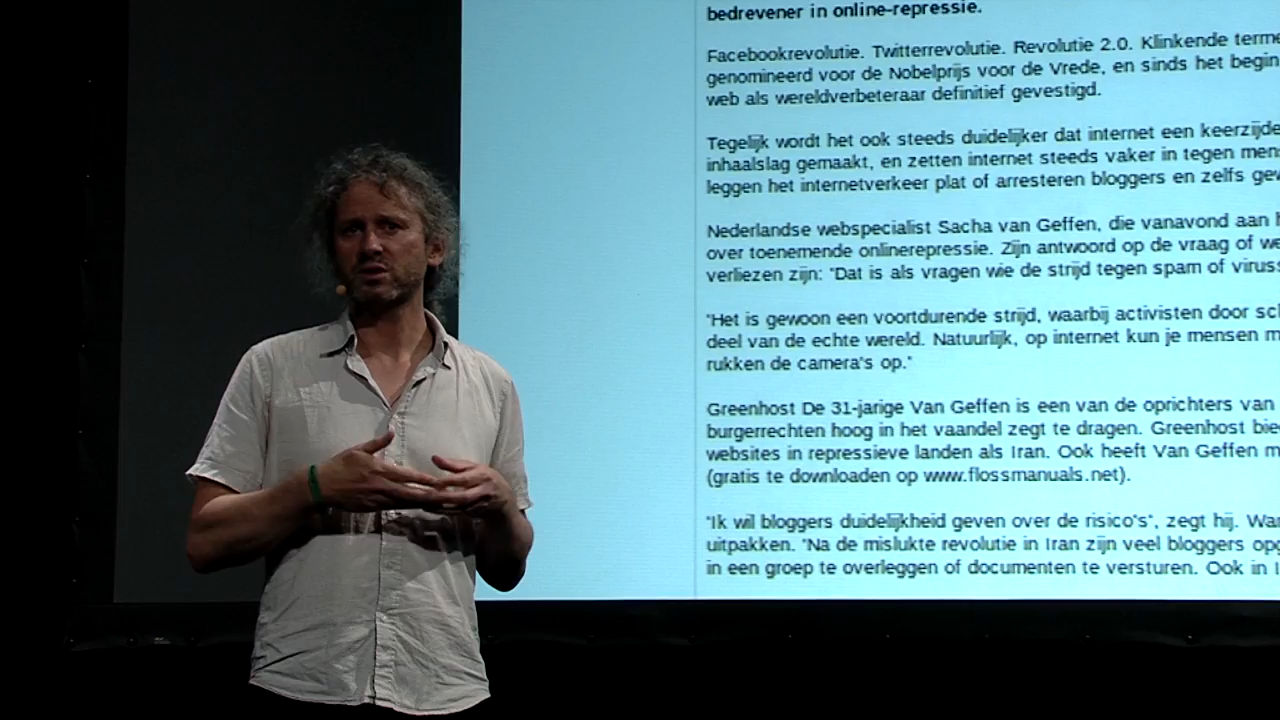 bedrevener in online-repressie.
Facebookrevolutie. Twitterrevolutie. Revolutie 2.0. Klinkende
genomineerd voor de Nobelprijs voor de Vrede, en sinds het begin
web als wereldverbeteraar definitief gevestigd.
Tegelijk wordt het ook steeds duidelijker dat internet een keerzijde
inhaalslag gemaakt, en zetten internet steeds vaker in tegen
leggen het internetverkeer plat of arresteren bloggers en zelfs
Nederlandse webspecialist Sacha van Geffen, die vanavond aan
over toenemende onlinerepressie. Zijn antwoord op de vraag of
verliezen zijn: "Dat is als vragen wie de strijd tegen spam of
"Het is gewoon een voortdurende strijd, waarbij activisten door
deel van de echte wereld. Natuurlijk, op internet kun je mensen
rukken de camera's op."
Greenhost De 31-jarige Van Geffen is een van de oprichters van
burgerrechten hoog in het vaandel zegt te dragen. Greenhost
websites in repressieve landen als Iran. Ook heeft Van Geffen
(gratis te downloaden op www.flossmanuals.net).
"Ik wil bloggers duidelijkheid geven over de risico's", zegt hij.
uitpakken. "Na de mislukte revolutie in Iran zijn veel bloggers
in een groep te overleggen of documenten te versturen. Ook in